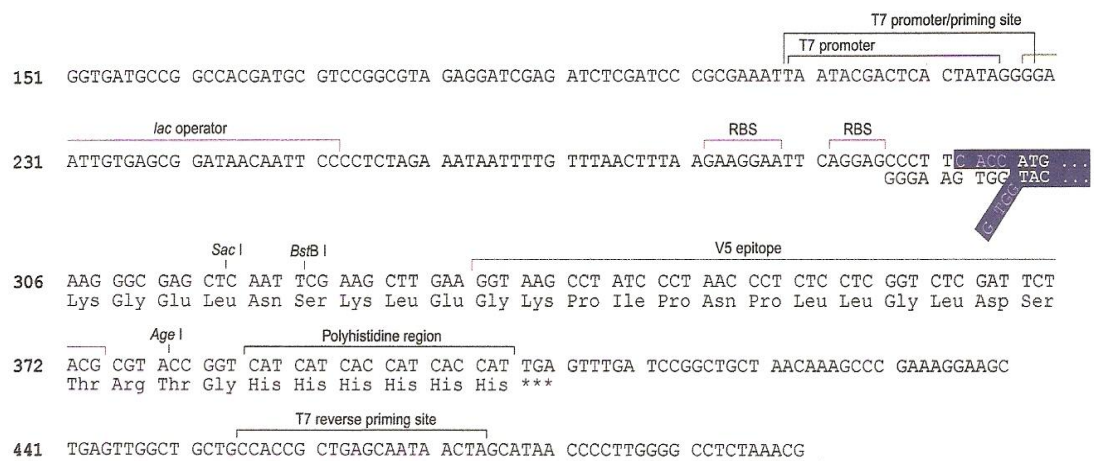 T7 promoter/priming site
T7 promoter
151 GGTGATGCCG GCCACGATGC GTCCGGCGTA GAGGATCGAG ATCTCGATCC CGCGAAATTA ATACGACTCA CTATAGGGGA
lac operator RBS RBS
231 ATTGTGAGCG GATAACAATT CCCCTCTAGA AATAATTTTG TTTAACTTTA AGAAGGAATT CAGGAGCCCT TC ACC ATG ...
GGGA AG TGG TAC ...
G TGG
Sac I BstB I V5 epitope
306 AAG GGC GAG CTC AAT TCG AAG CTT GAA GGT AAG CCT ATC CCT AAC CCT CTC CTC GGT CTC GAT TCT
Lys Gly Glu Leu Asn Ser Lys Leu Glu Gly Lys Pro Ile Pro Asn Pro Leu Leu Gly Leu Asp Ser
Age I Polyhistidine region
372 ACG CGT ACC GGT CAT CAT CAC CAT CAC CAT TGA GTTTGA TCCGGCTGCT AACAAAGCCC GAAAGGAAGC
Thr Arg Thr Gly His His His His His His ***
T7 reverse priming site
441 TGAGTTGGCT GCTGCCACCG CTGAGCAATA ACTAGCATAA CCCCTTGGGG CCTCTAAACG